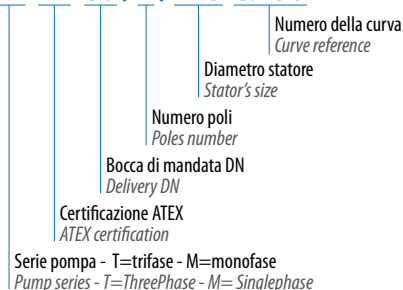 Numero della curva
Curve reference
Diametro statore
Stator's size
Numero poli
Poles number
Bocca di mandata DN
Delivery DN
Certificazione ATEX
ATEX certification
Serie pompa - T=trifase - M=monofase
Pump series - T=ThreePhase - M= Singlephase